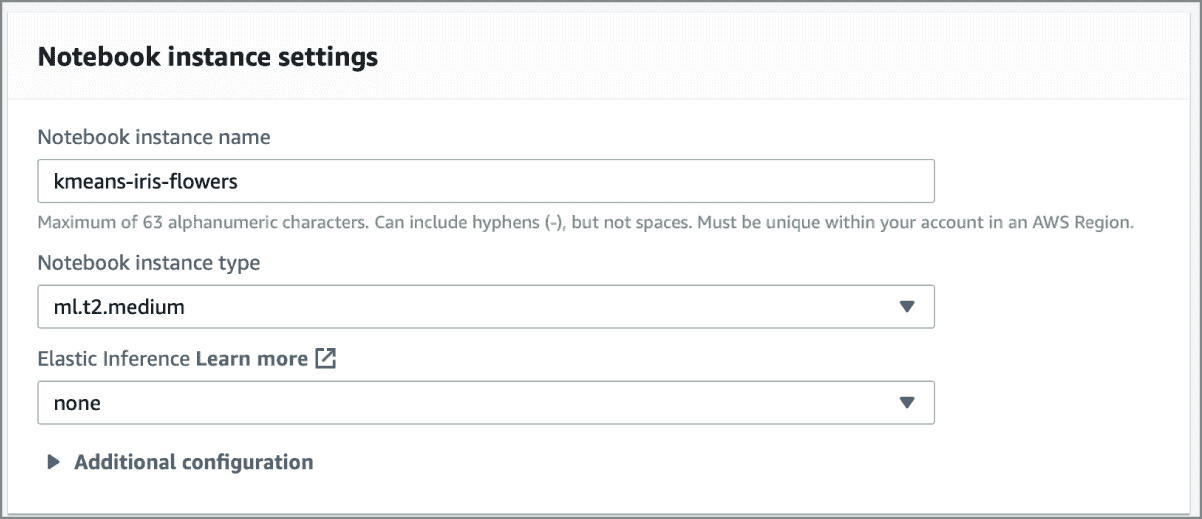 Notebook instance settings
Notebook instance name
kmeans-iris-flowers
Maximum of 63 alphanumeric characters. Can include hyphens (-), but not spaces. Must be unique within your account in an AWS Region.
Notebook instance type
ml.t2.medium
Elastic Inference Learn more
none
Additional configuration